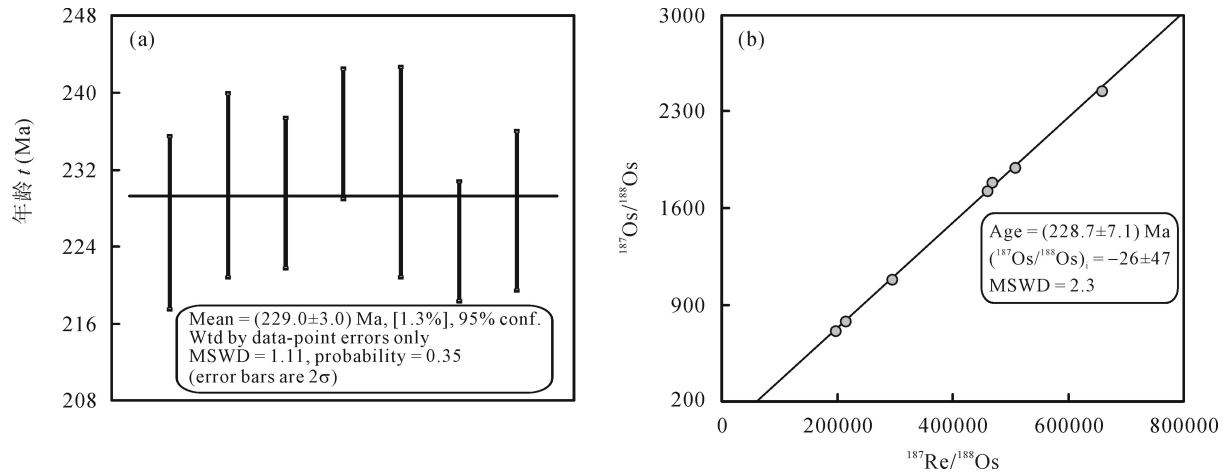 (a)
248
240
232
224
216
208
年龄 t (Ma)
Mean = (229.0±3.0) Ma, [1.3%], 95% conf.
Wtd by data-point errors only
MSWD = 1.11, probability = 0.35
(error bars are 2σ)
(b)
3000
2300
1600
900
200
¹⁸⁷Os/¹⁸⁸Os
Age = (228.7±7.1) Ma
(¹⁸⁷Os/¹⁸⁸Os)ᵢ = −26±47
MSWD = 2.3
0 200000 400000 600000 800000
¹⁸⁷Re/¹⁸⁸Os